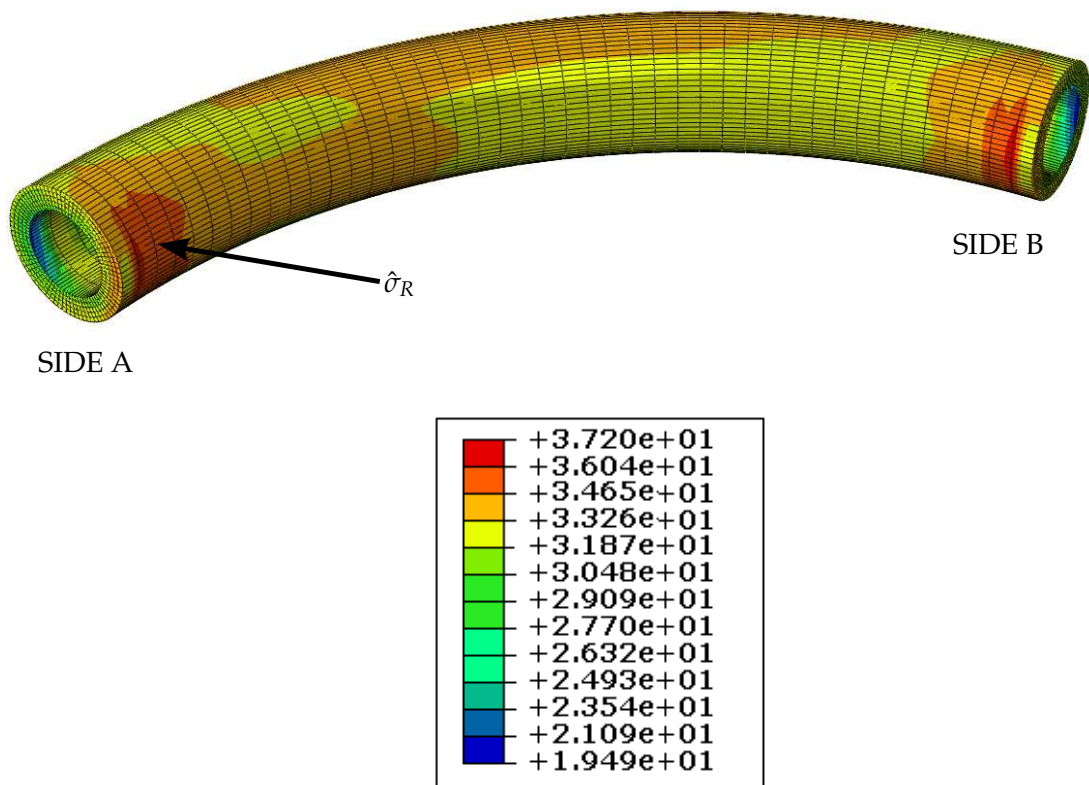 SIDE B
σ̂_R
SIDE A
+3.720e+01
+3.604e+01
+3.465e+01
+3.326e+01
+3.187e+01
+3.048e+01
+2.909e+01
+2.770e+01
+2.632e+01
+2.493e+01
+2.354e+01
+2.109e+01
+1.949e+01